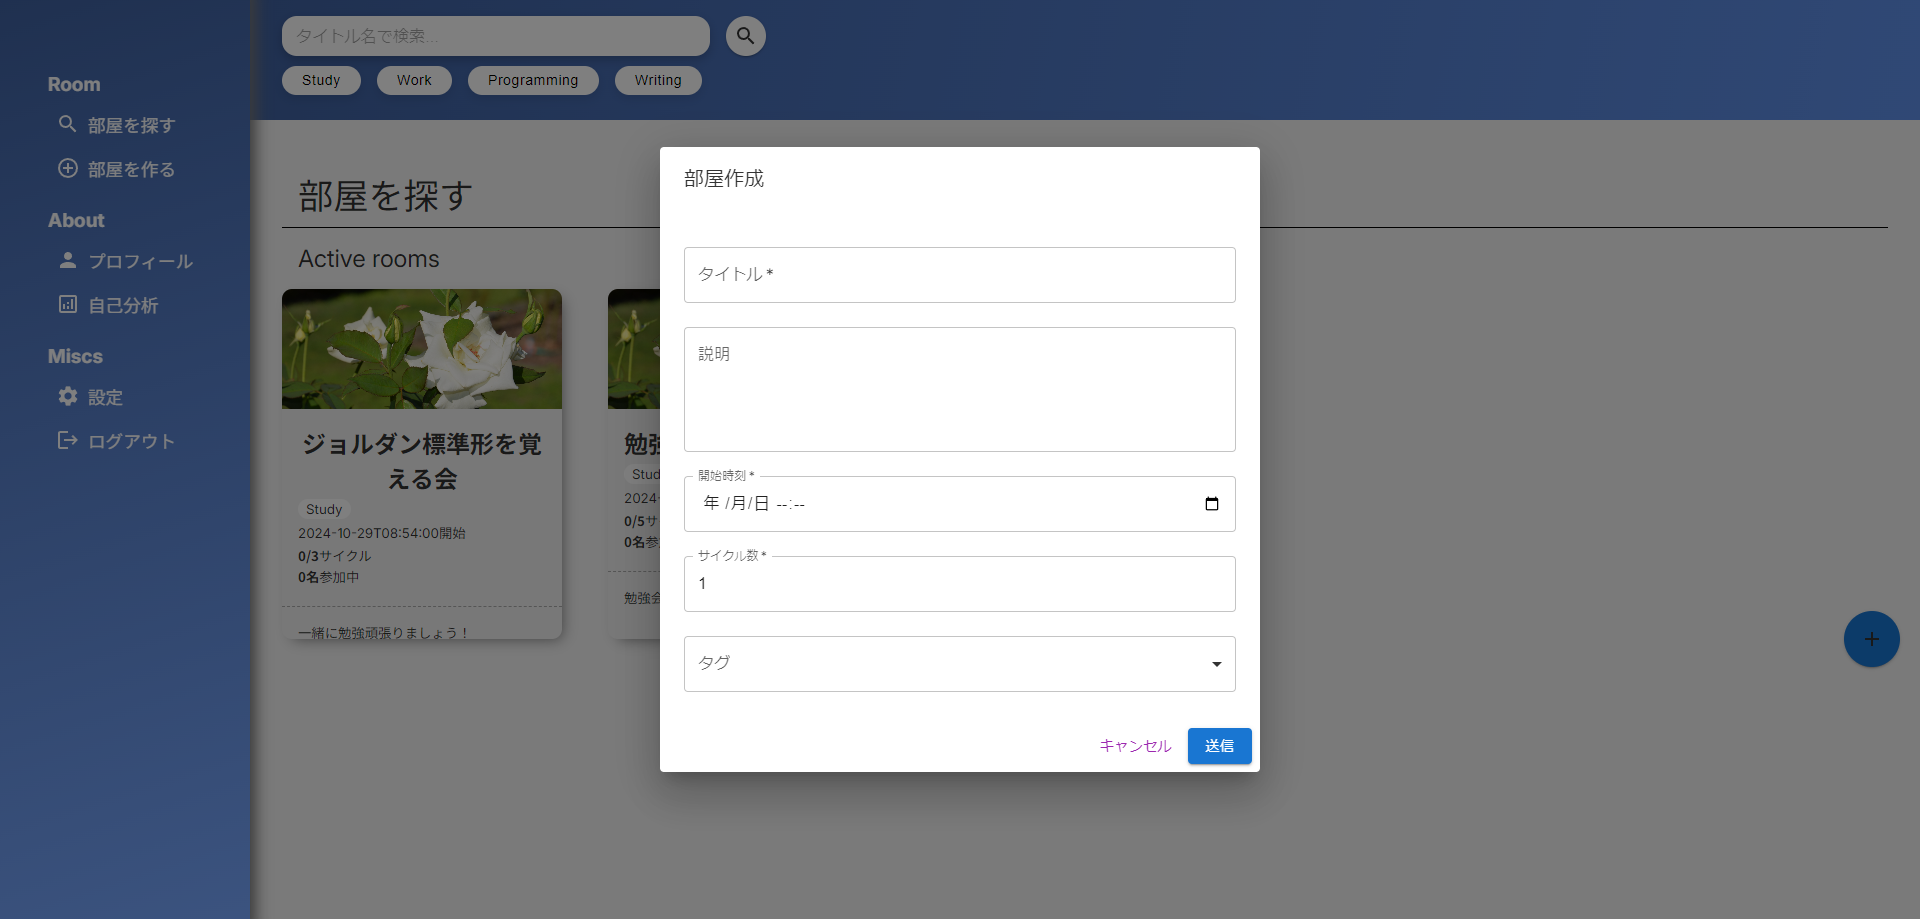 Room
部屋を探す
部屋を作る
About
プロフィール
自己分析
Miscs
設定
ログアウト
タイトル名で検索...
Study
Work
Programming
Writing
部屋を探す
Active rooms
ジョルダン標準形を覚
える会
Study
2024-10-29T08:54:00開始
0/3サイクル
0名参加中
一緒に勉強頑張りましょう！
勉強
Stud
2024-
0/5サ
0名参
勉強会
部屋作成
タイトル *
説明
開始時刻 *
年 /月/日 --:--
サイクル数 *
1
タグ
キャンセル
送信